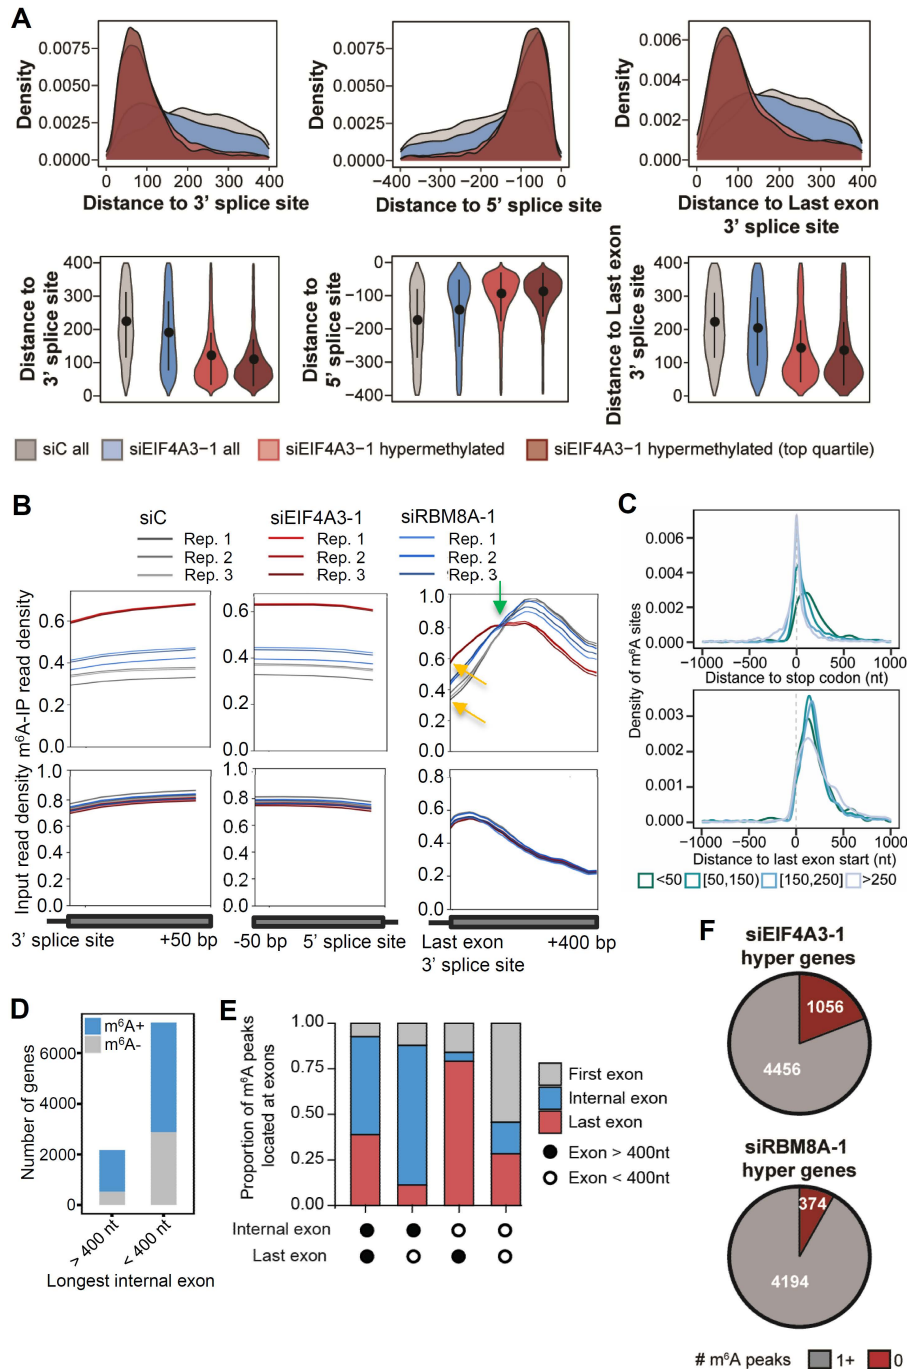 A
Density
0.0075
0.0050
0.0025
0.0000
0 100 200 300 400
Distance to 3' splice site
Density
0.0075
0.0050
0.0025
0.0000
−400 −300 −200 −100 0
Distance to 5' splice site
Density
0.006
0.004
0.002
0.000
0 100 200 300 400
Distance to Last exon
3' splice site
Distance to
3' splice site
400
300
200
100
0
Distance to
5' splice site
0
−100
−200
−300
−400
Distance to Last exon
3' splice site
400
300
200
100
0
siC all
siEIF4A3−1 all
siEIF4A3−1 hypermethylated
siEIF4A3−1 hypermethylated (top quartile)
B
siC
siEIF4A3-1
siRBM8A-1
Rep. 1
Rep. 2
Rep. 3
Rep. 1
Rep. 2
Rep. 3
Rep. 1
Rep. 2
Rep. 3
m⁶A-IP read density
0.6
0.4
0.2
0.0
0.6
0.4
0.2
0.0
1.0
0.8
0.6
0.4
0.2
0.0
Input read density
0.8
0.6
0.4
0.2
0.0
1.0
0.8
0.6
0.4
0.2
0.0
0.8
0.6
0.4
0.2
0.0
3' splice site +50 bp
-50 bp 5' splice site
Last exon +400 bp
3' splice site
C
Density of m⁶A sites
0.006
0.004
0.002
0.000
−1000 −500 0 500 1000
Distance to stop codon (nt)
0.003
0.002
0.001
0.000
−1000 −500 0 500 1000
Distance to last exon start (nt)
<50 [50,150) [150,250] >250
D
m⁶A+
m⁶A-
Number of genes
6000
4000
2000
0
> 400 nt
< 400 nt
Longest internal exon
E
Proportion of m⁶A peaks
located at exons
1.00
0.75
0.50
0.25
0.00
First exon
Internal exon
Last exon
Exon > 400nt
Exon < 400nt
Internal exon
Last exon
F
siEIF4A3-1
hyper genes
1056
4456
siRBM8A-1
hyper genes
374
4194
# m⁶A peaks 1+ 0